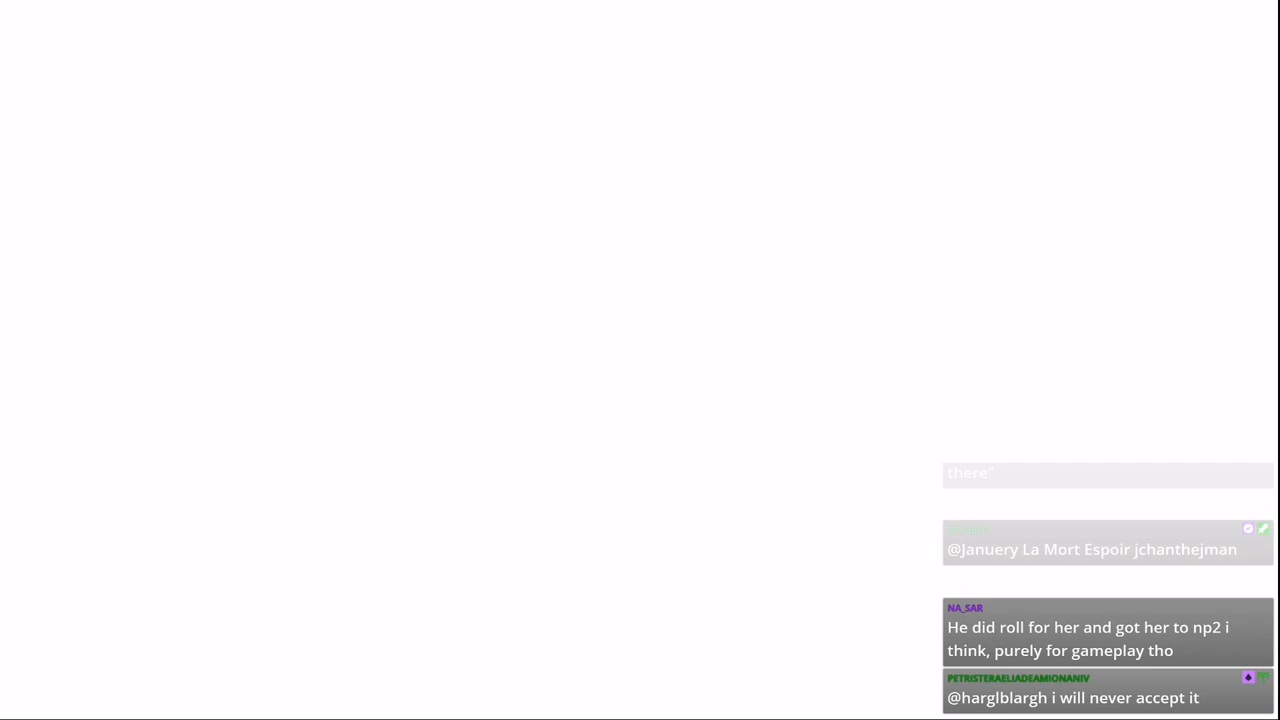 there"
@Januery La Mort Espoir jchanthejman
NA_SAR
He did roll for her and got her to np2 i
think, purely for gameplay tho
PETRISTERAELIADEAMIONANIV
@harglblargh i will never accept it